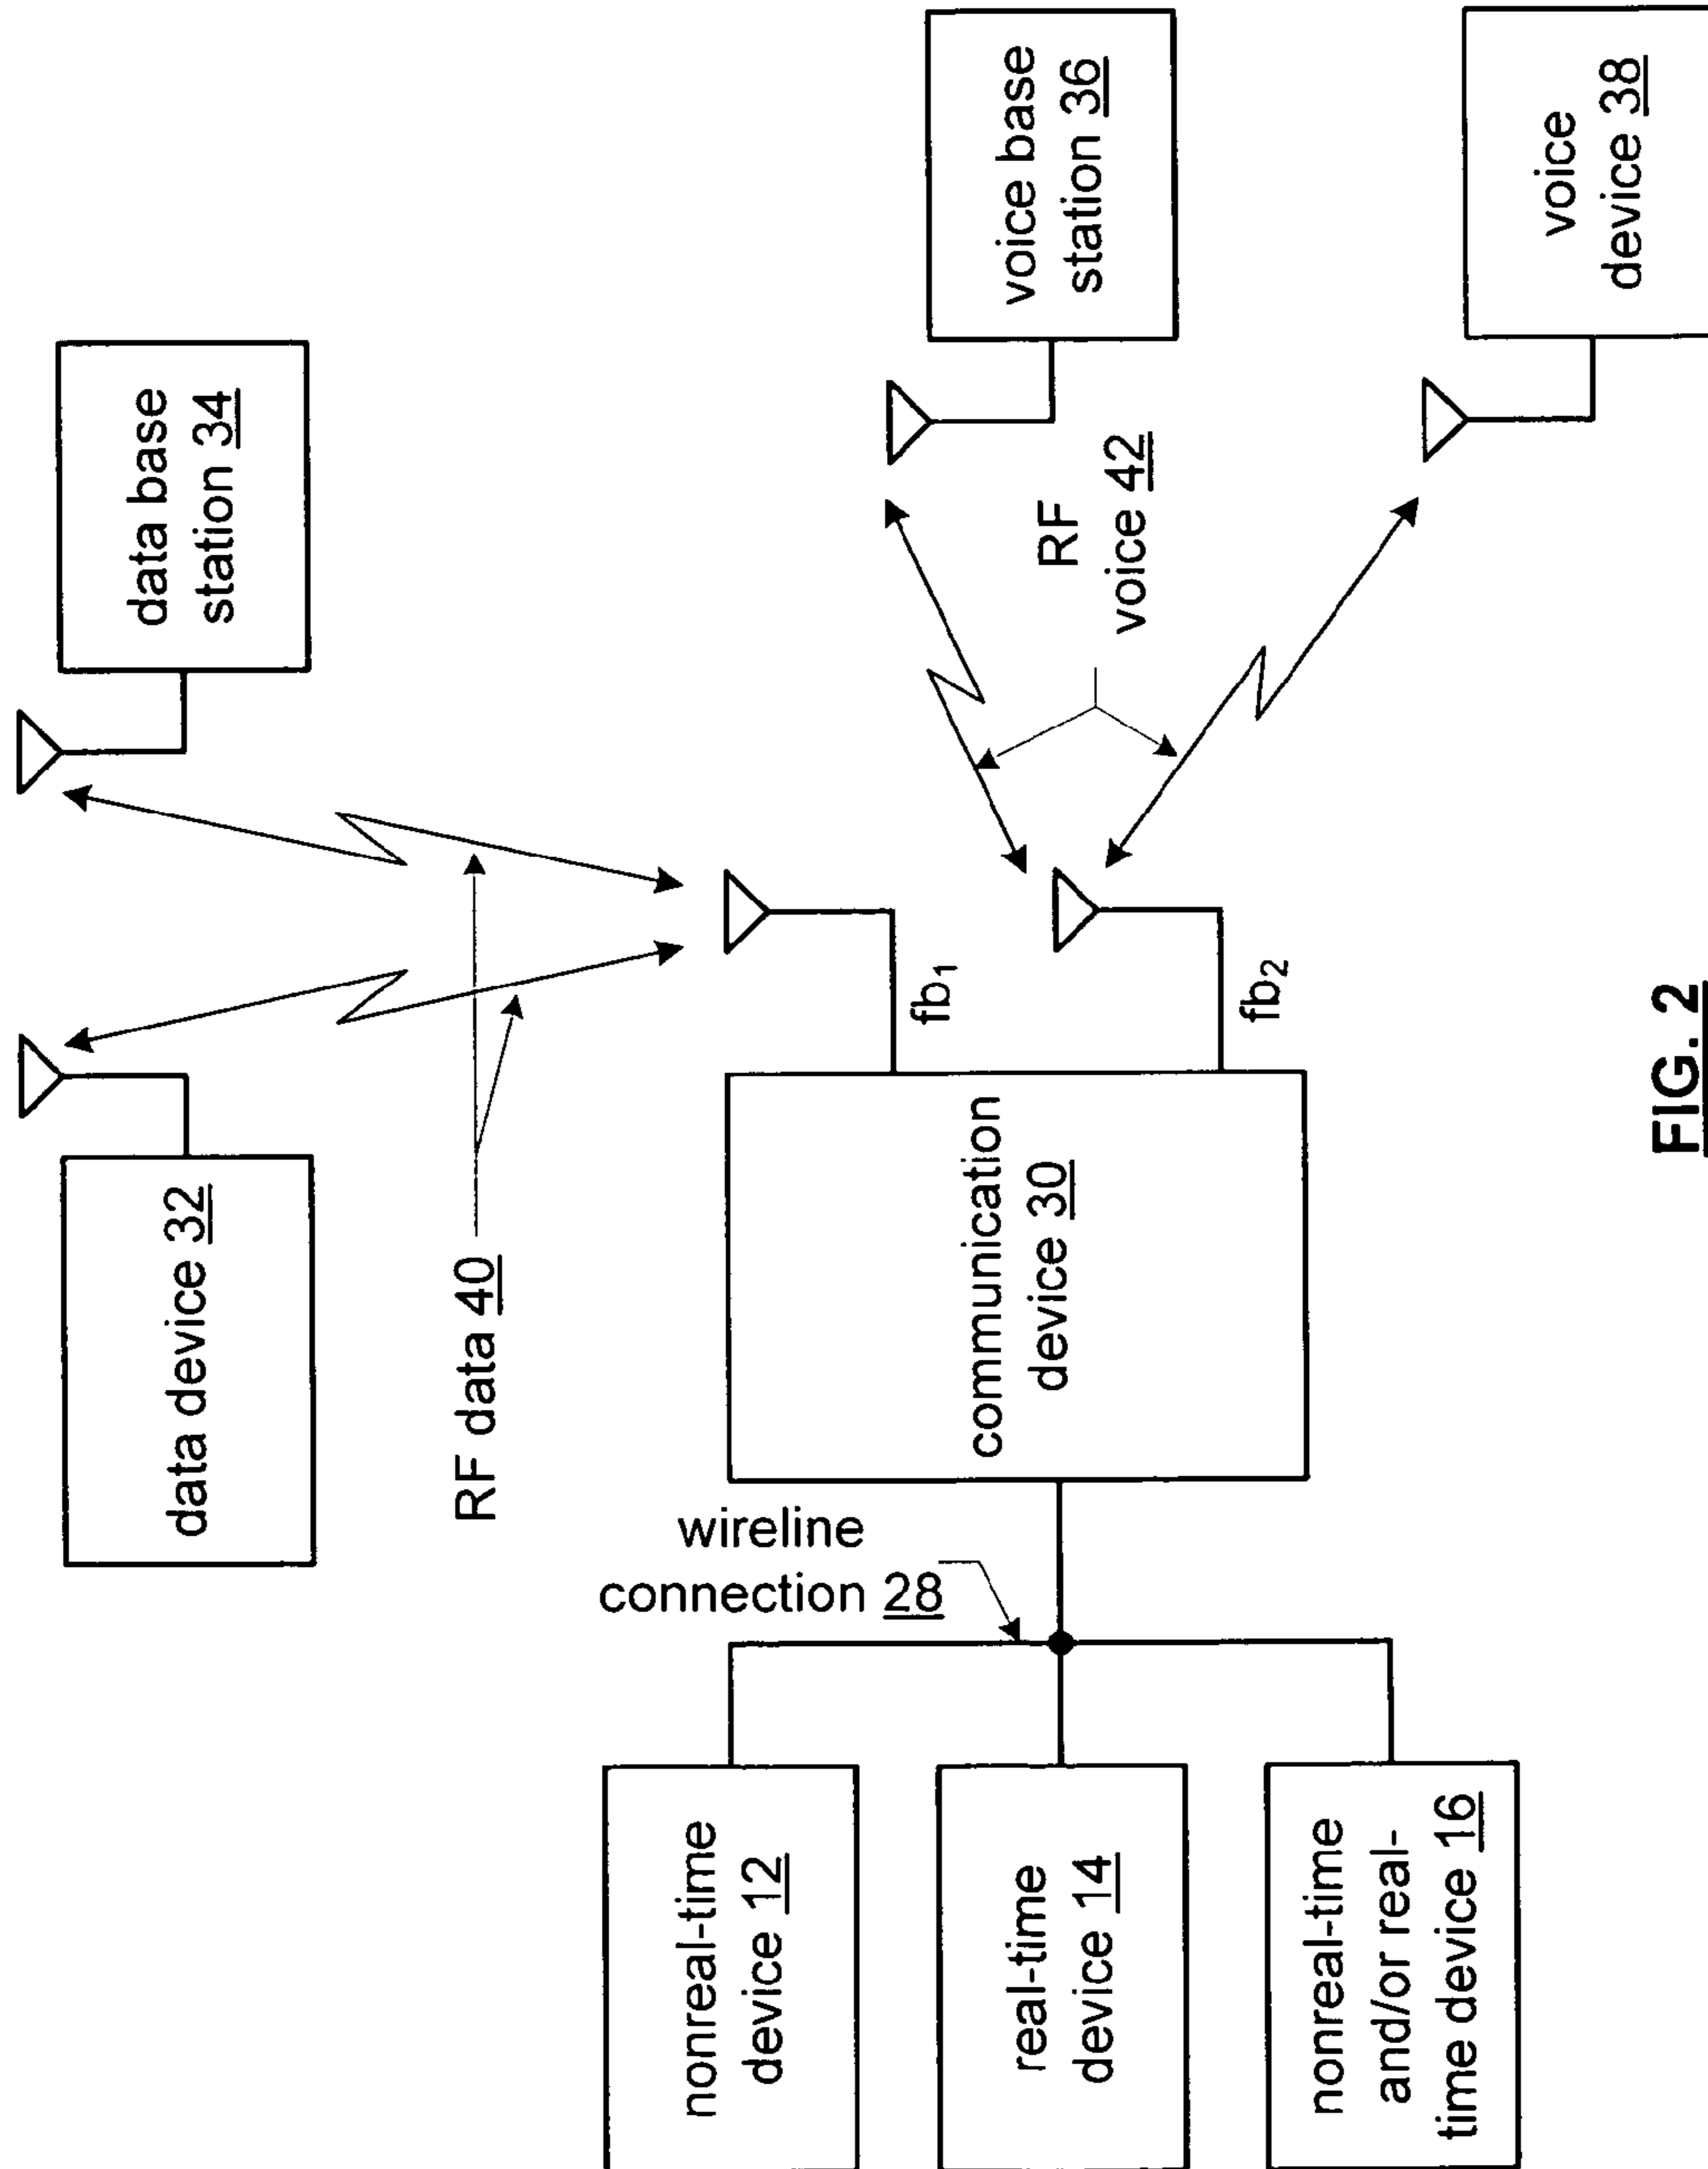 data device 32
data base
station 34
RF data 40
wireline
connection 28
nonreal-time
device 12
real-time
device 14
nonreal-time
and/or real-
time device 16
communication
device 30
fb1
fb2
RF
voice 42
voice base
station 36
voice
device 38
FIG. 2